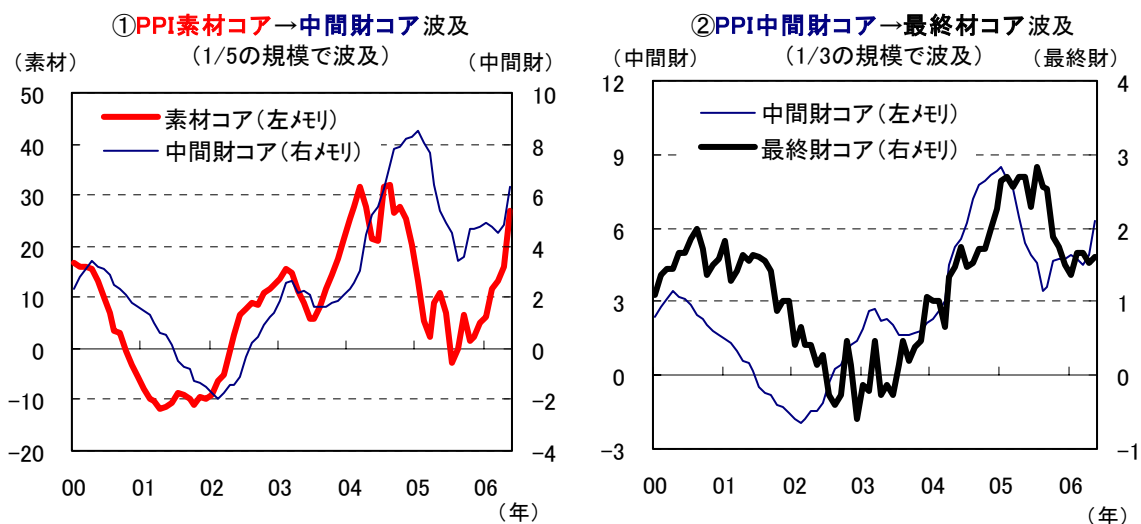 ①PPI素材コア→中間財コア波及
(1/5の規模で波及)
(素材)
(中間財)
50
40
30
20
10
0
-10
-20
10
8
6
4
2
0
-2
-4
素材コア(左メモリ)
中間財コア(右メモリ)
00 01 02 03 04 05 06
(年)
②PPI中間財コア→最終材コア波及
(1/3の規模で波及)
(中間財)
(最終財)
12
9
6
3
0
-3
4
3
2
1
0
-1
中間財コア(左メモリ)
最終財コア(右メモリ)
00 01 02 03 04 05 06
(年)